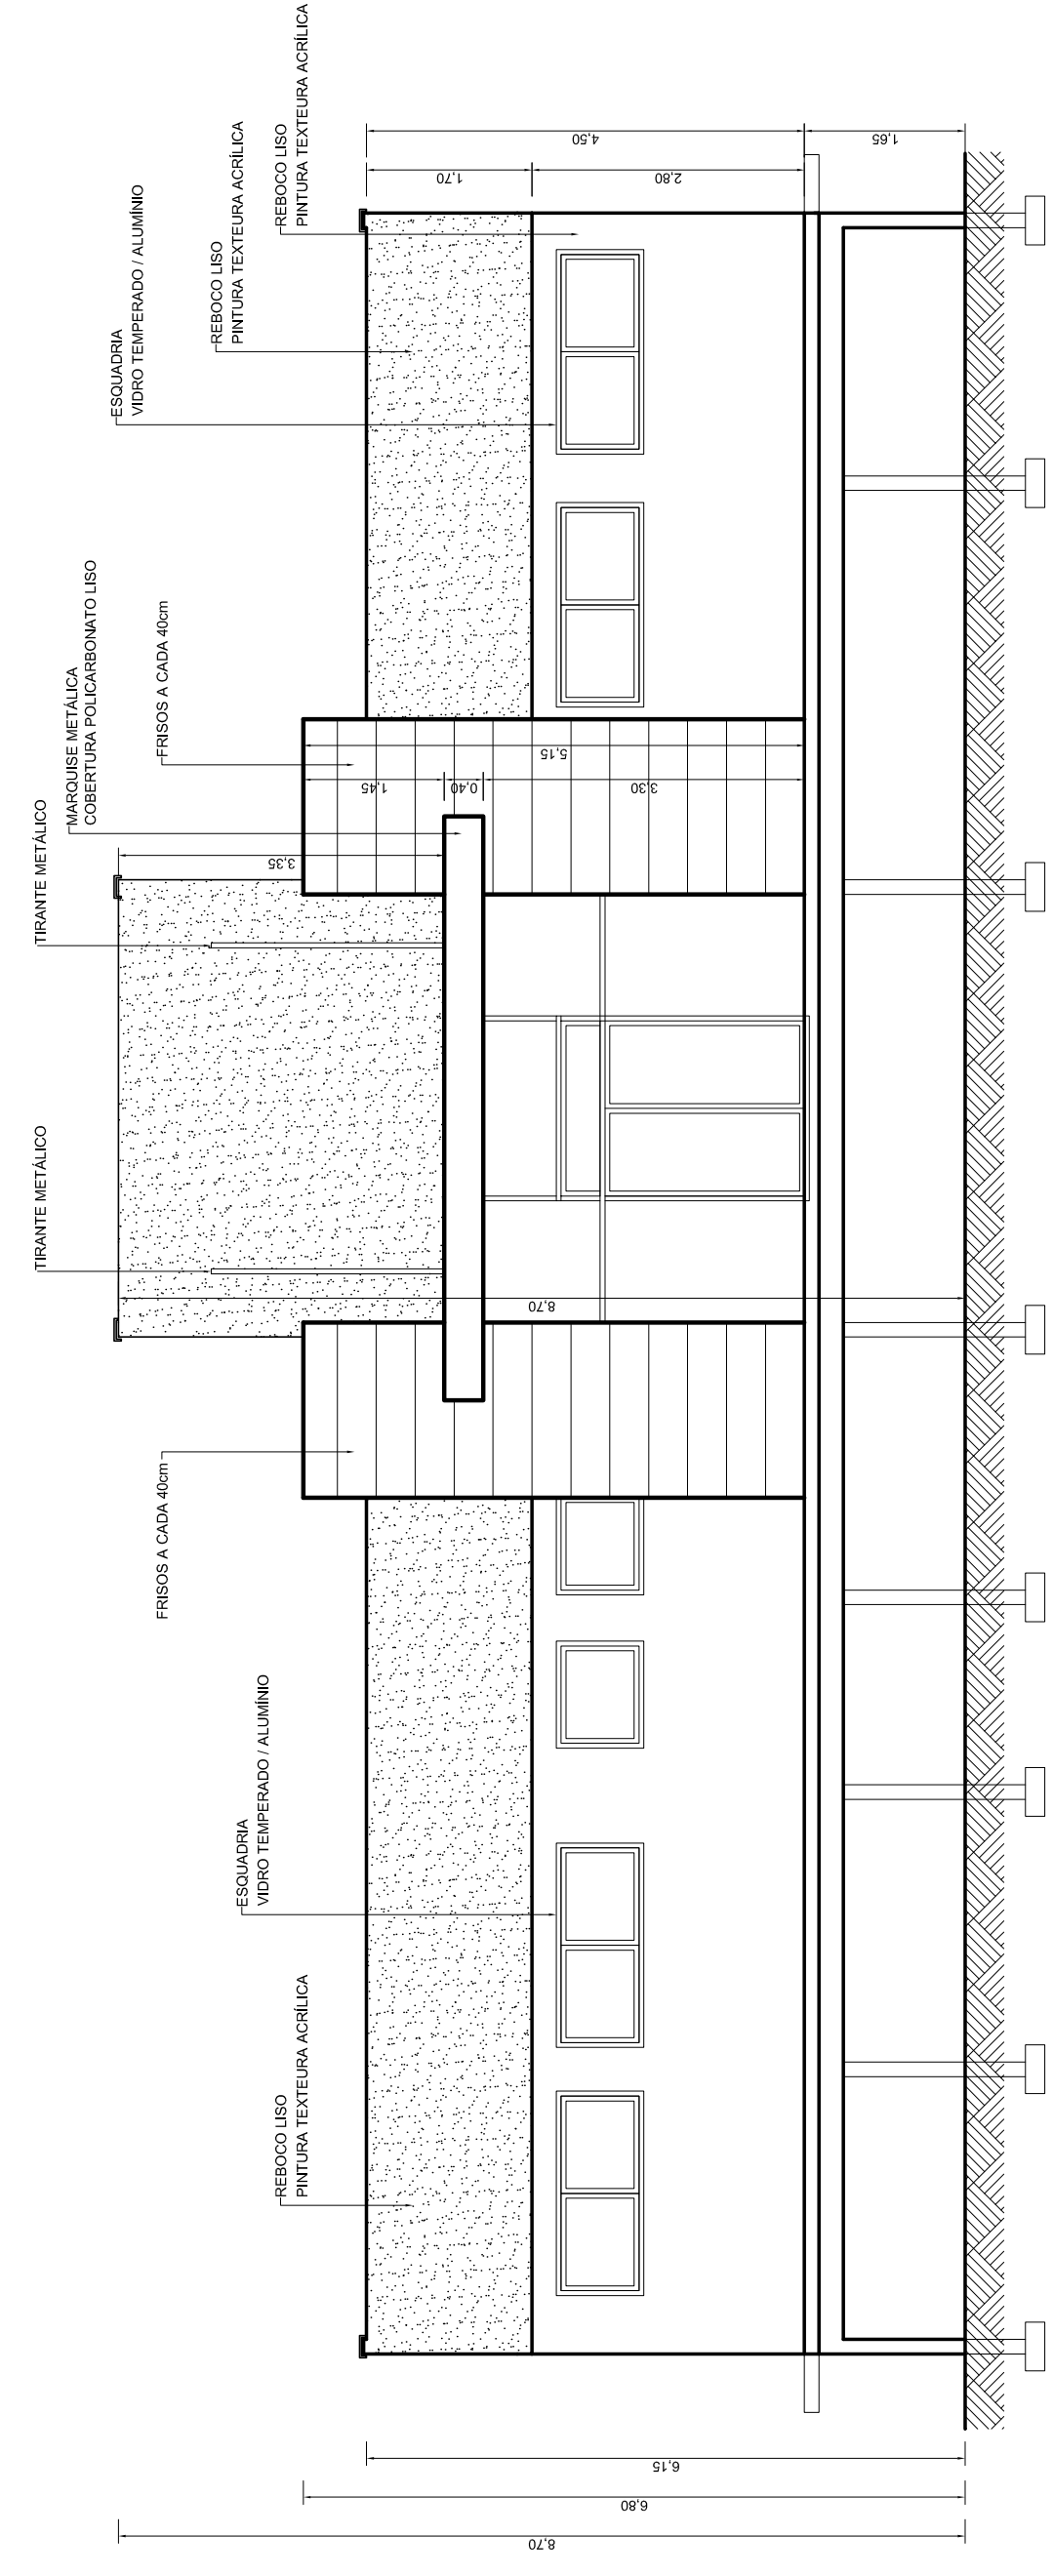 TIRANTE METÁLICO
TIRANTE METÁLICO
MARQUISE METÁLICA
COBERTURA POLICARBONATO LISO
ESQUADRIA
VIDRO TEMPERADO / ALUMÍNIO
FRISOS A CADA 40cm
FRISOS A CADA 40cm
REBOCO LISO
PINTURA TEXTEURA ACRÍLICA
ESQUADRIA
VIDRO TEMPERADO / ALUMÍNIO
REBOCO LISO
PINTURA TEXTEURA ACRÍLICA
REBOCO LISO
PINTURA TEXTEURA ACRÍLICA
8,70
6,80
6,15
8,70
3,35
1,45
0,40
3,30
5,15
1,70
2,80
4,50
1,65